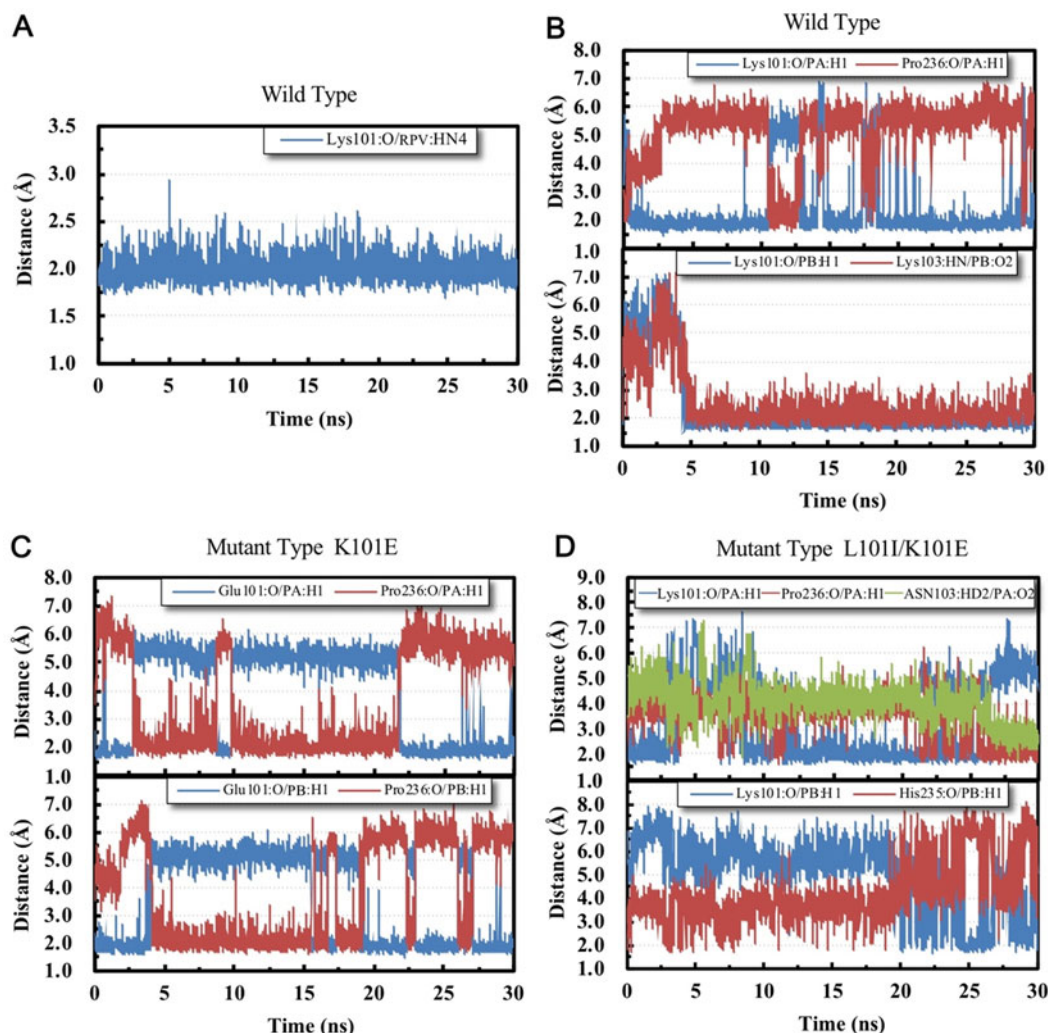 A
Wild Type
Lys101:O/RPV:HN4
3.5
3.0
2.5
2.0
1.5
1.0
Distance (Å)
0 5 10 15 20 25 30
Time (ns)
B
Wild Type
Lys101:O/PA:H1 Pro236:O/PA:H1
8.0
7.0
6.0
5.0
4.0
3.0
2.0
1.0
Distance (Å)
Lys101:O/PB:H1 Lys103:HN/PB:O2
7.0
6.0
5.0
4.0
3.0
2.0
1.0
Distance (Å)
0 5 10 15 20 25 30
Time (ns)
C
Mutant Type K101E
Glu101:O/PA:H1 Pro236:O/PA:H1
8.0
7.0
6.0
5.0
4.0
3.0
2.0
1.0
Distance (Å)
Glu101:O/PB:H1 Pro236:O/PB:H1
7.0
6.0
5.0
4.0
3.0
2.0
1.0
Distance (Å)
0 5 10 15 20 25 30
Time (ns)
D
Mutant Type L101I/K101E
Lys101:O/PA:H1 Pro236:O/PA:H1 ASN103:HD2/PA:O2
9.0
8.0
7.0
6.0
5.0
4.0
3.0
2.0
1.0
Distance (Å)
Lys101:O/PB:H1 His235:O/PB:H1
8.0
7.0
6.0
5.0
4.0
3.0
2.0
1.0
Distance (Å)
0 5 10 15 20 25 30
Time (ns)